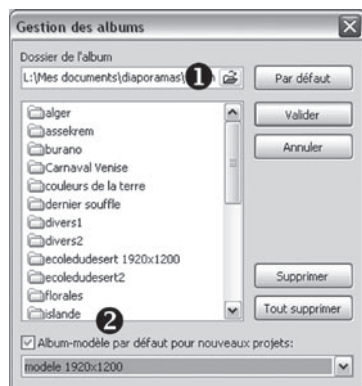 Gestion des albums
Dossier de l'album
L:\Mes documents\diaporamas\
1
Par défaut
alger
Valider
assekrem
burano
Annuler
Carnaval Venise
couleurs de la terre
dernier souffle
divers1
divers2
ecoledudesert 1920x1200
ecoledudesert2
Supprimer
florales
islande
Tout supprimer
2
Album-modèle par défaut pour nouveaux projets:
modele 1920x1200